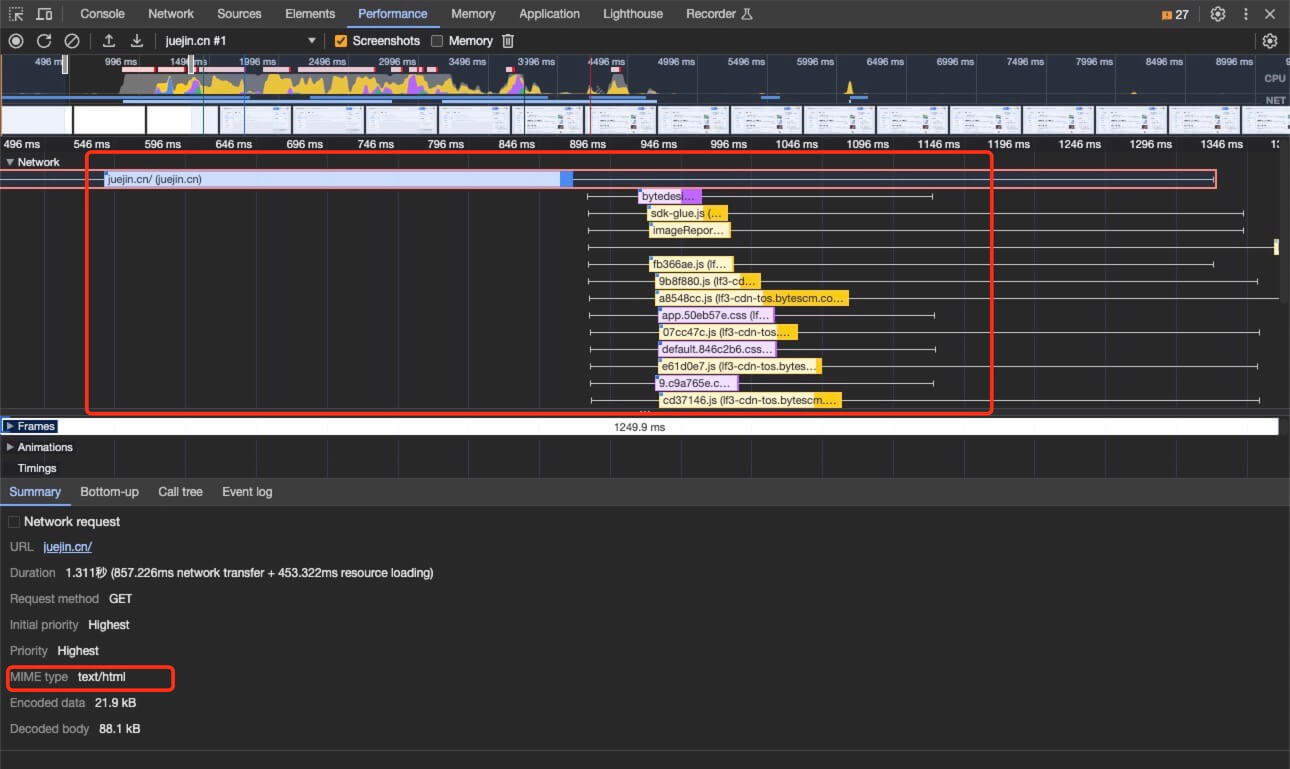 Console Network Sources Elements Performance Memory Application Lighthouse Recorder 27
juejin.cn #1 Screenshots Memory
496 m 996 ms 1496 ms 1996 ms 2496 ms 2996 ms 3496 ms 3996 ms 4496 ms 4996 ms 5496 ms 5996 ms 6496 ms 6996 ms 7496 ms 7996 ms 8496 ms 8996 ms 9
CPU
NET
496 ms 546 ms 596 ms 646 ms 696 ms 746 ms 796 ms 846 ms 896 ms 946 ms 996 ms 1046 ms 1096 ms 1146 ms 1196 ms 1246 ms 1296 ms 1346 ms
Network
juejin.cn/ (juejin.cn)
bytedesi...
sdk-glue.js (...
imageRepor...
fb366ae.js (lf...
9b8f880.js (lf3-cd...
a8548cc.js (lf3-cdn-tos.bytescm.co...
app.50eb57e.css (lf...
07cc47c.js (lf3-cdn-tos....
default.846c2b6.css...
e61d0e7.js (lf3-cdn-tos.bytes...
9.c9a765e.c...
cd37146.js (lf3-cdn-tos.bytescm....
Frames 1249.9 ms
Animations
Timings
Summary Bottom-up Call tree Event log
Network request
URL juejin.cn/
Duration 1.311秒 (857.226ms network transfer + 453.322ms resource loading)
Request method GET
Initial priority Highest
Priority Highest
MIME type text/html
Encoded data 21.9 kB
Decoded body 88.1 kB